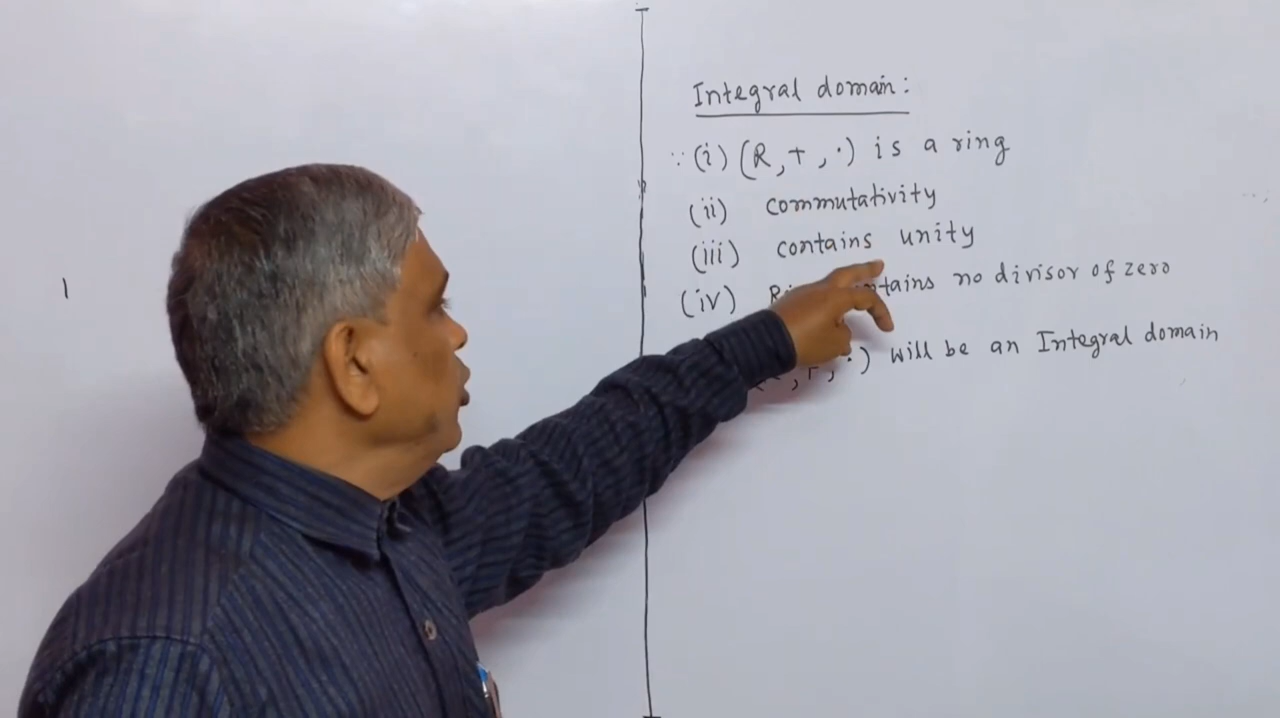 Integral domain:
∵ (i) (R, +, ·) is a ring
(ii) commutativity
(iii) contains unity
(iv) no divisor of zero
will be an Integral domain
1